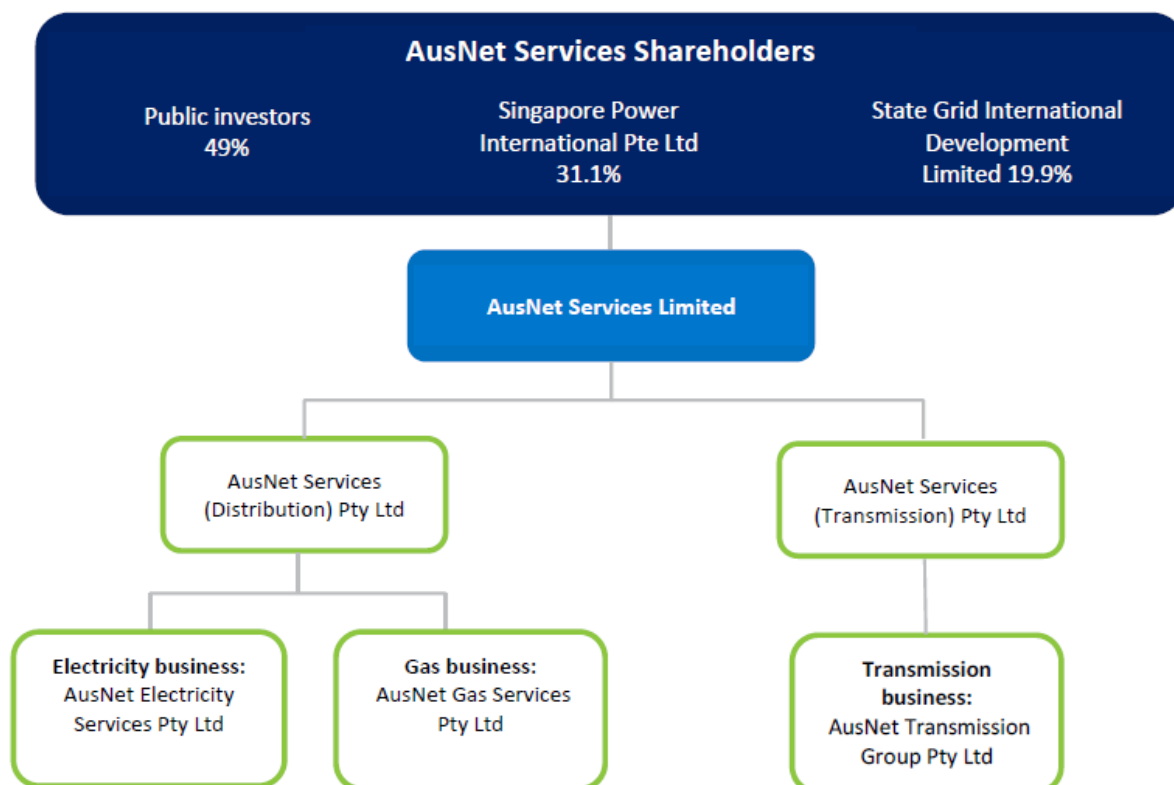 AusNet Services Shareholders
Public investors
49%
Singapore Power
International Pte Ltd
31.1%
State Grid International
Development
Limited 19.9%
AusNet Services Limited
AusNet Services
(Distribution) Pty Ltd
AusNet Services
(Transmission) Pty Ltd
Electricity business:
AusNet Electricity
Services Pty Ltd
Gas business:
AusNet Gas Services
Pty Ltd
Transmission
business:
AusNet Transmission
Group Pty Ltd